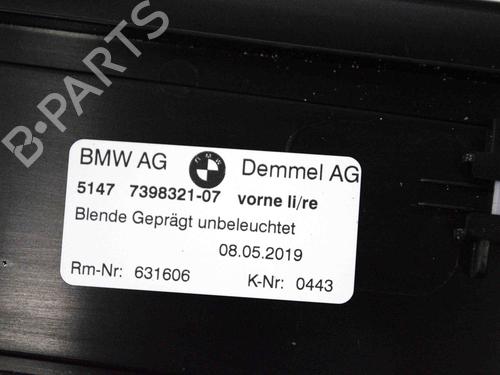 B-PARTS
BMW AG BMW Demmel AG
5147 7398321-07 vorne li/re
Blende Geprägt unbeleuchtet
08.05.2019
Rm-Nr: 631606 K-Nr: 0443